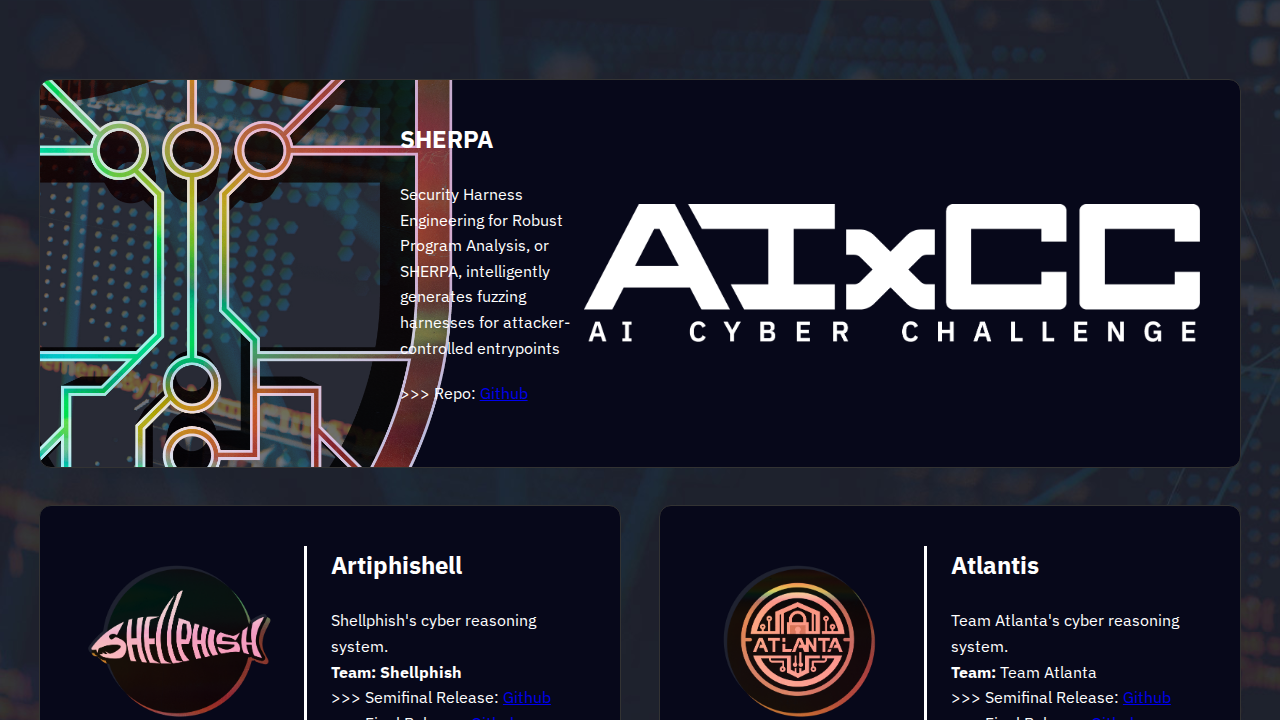 SHERPA
Security Harness
Engineering for Robust
Program Analysis, or
SHERPA, intelligently
generates fuzzing
harnesses for attacker-
controlled entrypoints
>>> Repo: Github
AIxCC
AI CYBER CHALLENGE
SHELLPHISH
Artiphishell
Shellphish's cyber reasoning
system.
Team: Shellphish
>>> Semifinal Release: Github
ATLANTA
Atlantis
Team Atlanta's cyber reasoning
system.
Team: Team Atlanta
>>> Semifinal Release: Github